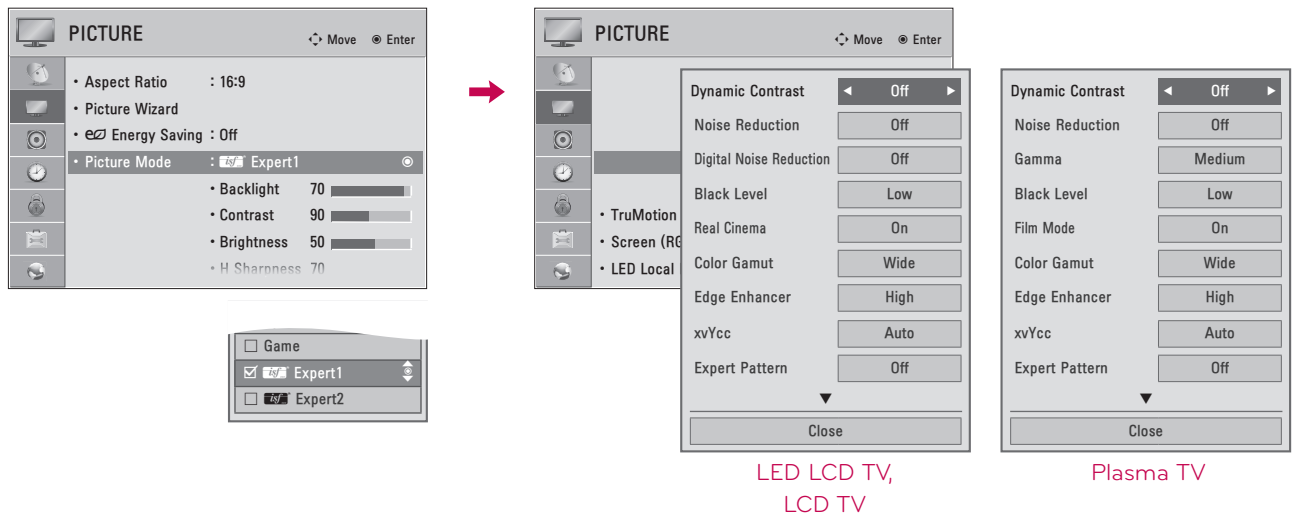 PICTURE
Move Enter
• Aspect Ratio : 16:9
• Picture Wizard
• Energy Saving : Off
• Picture Mode : isf Expert1
• Backlight 70
• Contrast 90
• Brightness 50
• H Sharpness 70
Game
isf Expert1
isf Expert2
PICTURE
Move Enter
• TruMotion
• Screen (RG
• LED Local
Dynamic Contrast Off
Noise Reduction Off
Digital Noise Reduction Off
Black Level Low
Real Cinema On
Color Gamut Wide
Edge Enhancer High
xvYcc Auto
Expert Pattern Off
Close
LED LCD TV,
LCD TV
Dynamic Contrast Off
Noise Reduction Off
Gamma Medium
Black Level Low
Film Mode On
Color Gamut Wide
Edge Enhancer High
xvYcc Auto
Expert Pattern Off
Close
Plasma TV